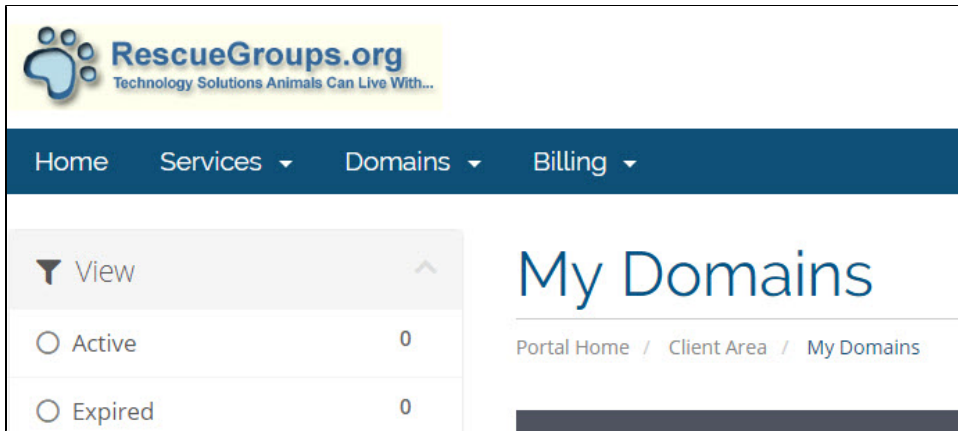 RescueGroups.org
Technology Solutions Animals Can Live With...
Home Services Domains Billing
View
Active 0
Expired 0
My Domains
Portal Home / Client Area / My Domains